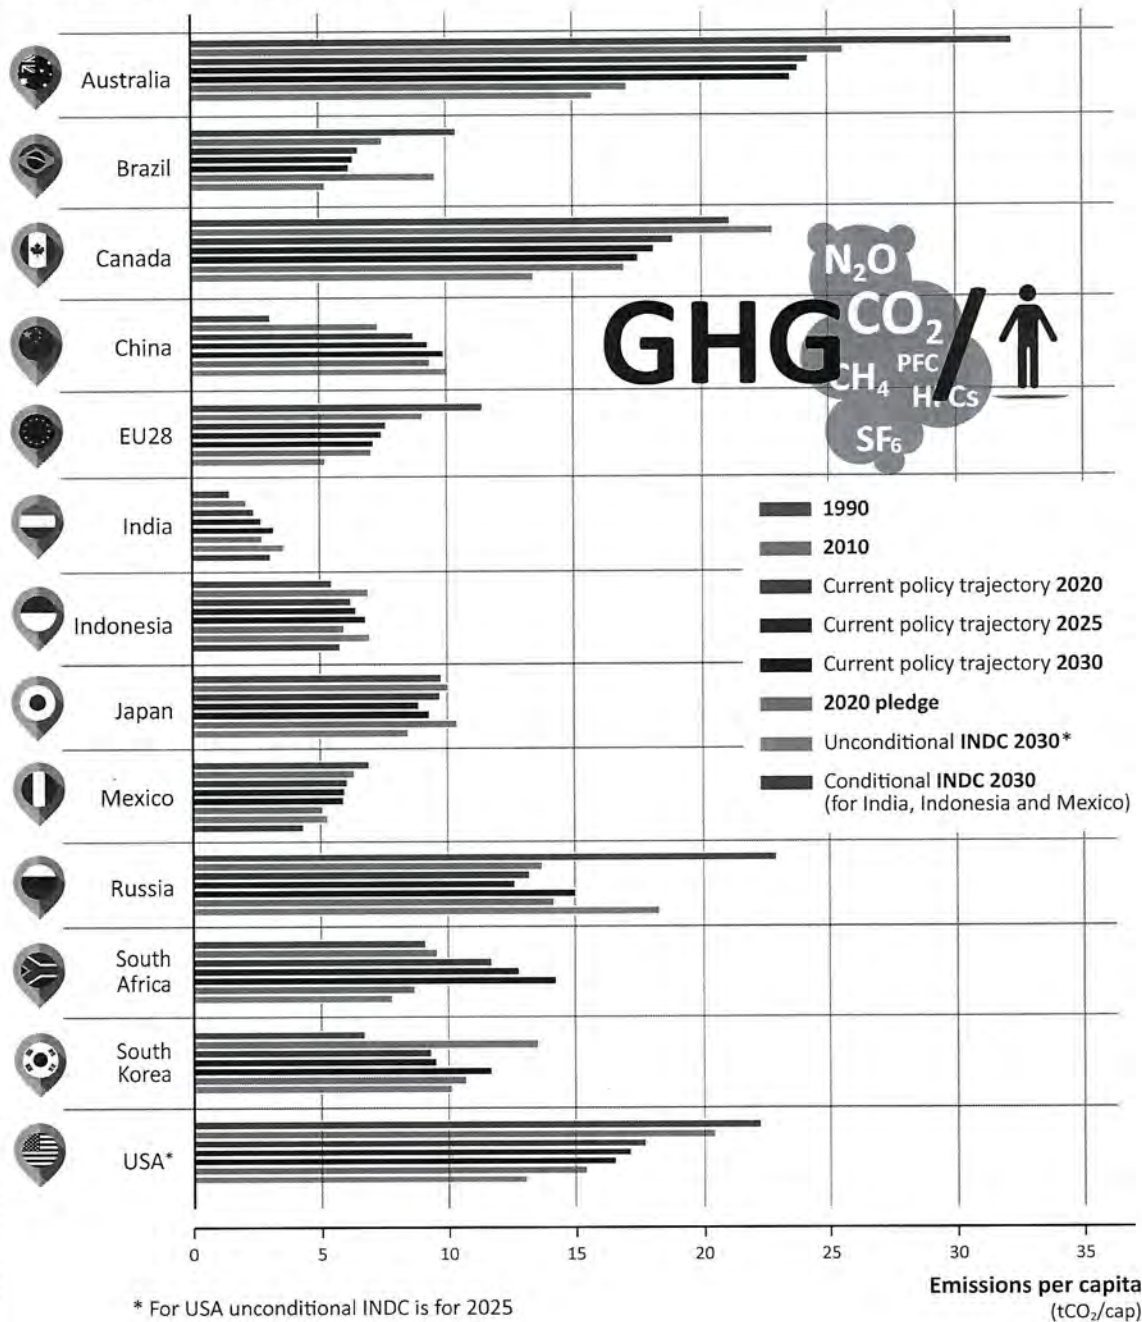 Australia
Brazil
Canada
China
EU28
India
Indonesia
Japan
Mexico
Russia
South
Africa
South
Korea
USA*
GHG/
N₂O
CO₂
PFC
CH₄
HFCs
SF₆
1990
2010
Current policy trajectory 2020
Current policy trajectory 2025
Current policy trajectory 2030
2020 pledge
Unconditional INDC 2030*
Conditional INDC 2030
(for India, Indonesia and Mexico)
0 5 10 15 20 25 30 35
Emissions per capita
(tCO₂/cap)
* For USA unconditional INDC is for 2025